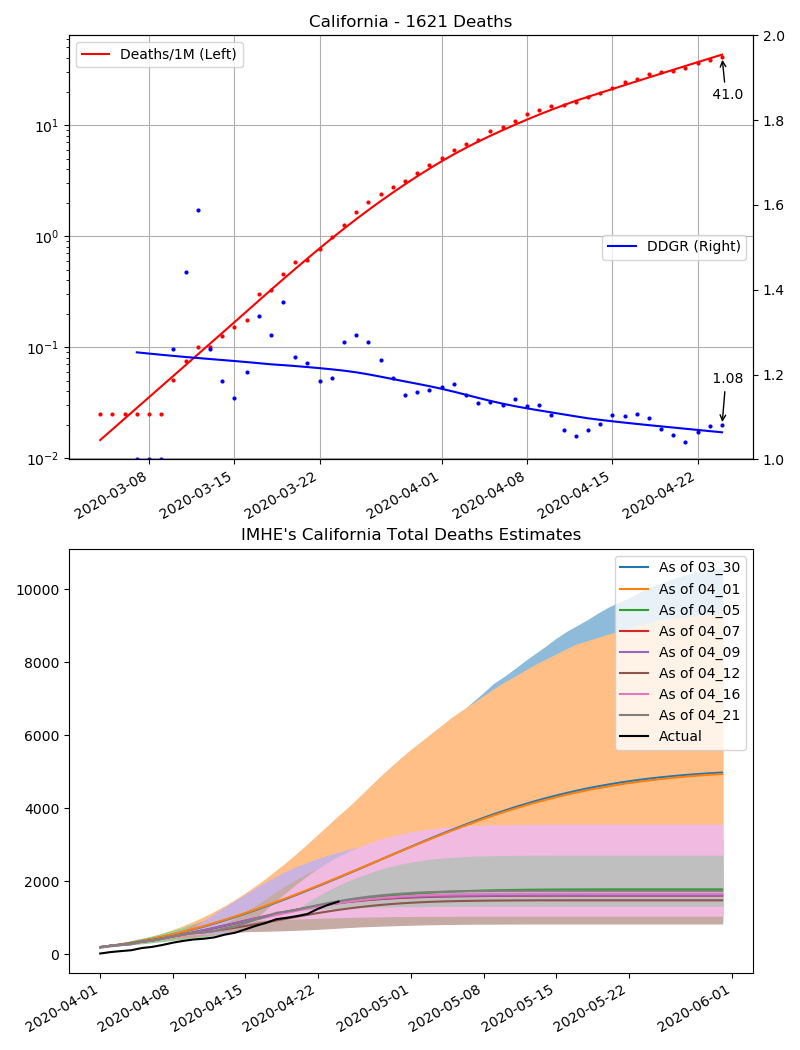 California - 1621 Deaths
Deaths/1M (Left)
DDGR (Right)
41.0
1.08
10^1
10^0
10^-1
10^-2
2.0
1.8
1.6
1.4
1.2
1.0
2020-03-08
2020-03-15
2020-03-22
2020-04-01
2020-04-08
2020-04-15
2020-04-22
IMHE's California Total Deaths Estimates
As of 03_30
As of 04_01
As of 04_05
As of 04_07
As of 04_09
As of 04_12
As of 04_16
As of 04_21
Actual
10000
8000
6000
4000
2000
0
2020-04-01
2020-04-08
2020-04-15
2020-04-22
2020-05-01
2020-05-08
2020-05-15
2020-05-22
2020-06-01